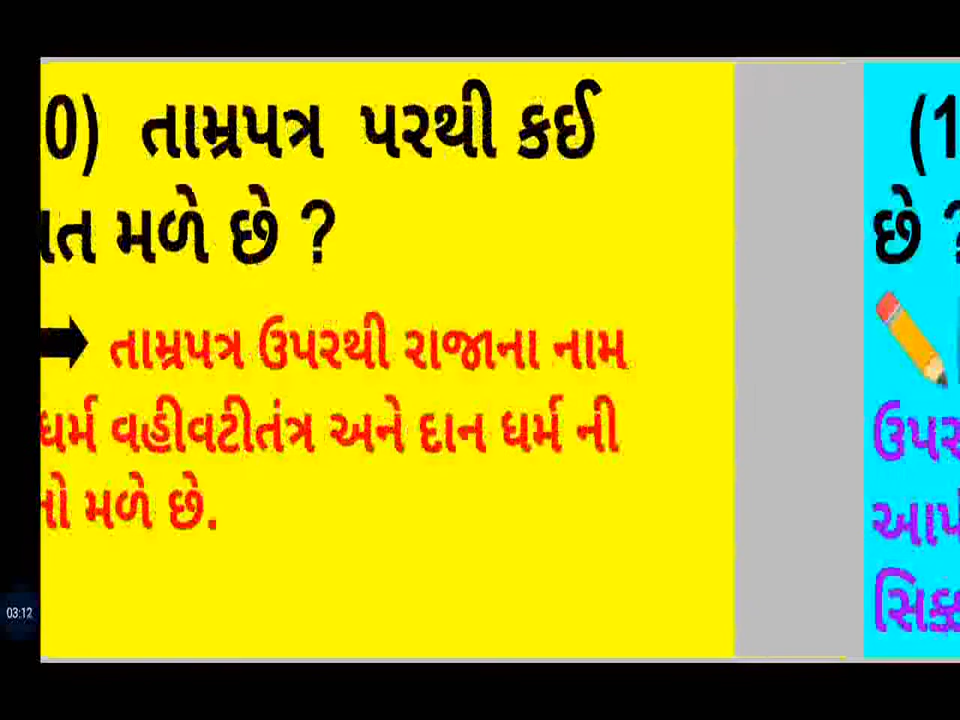 0) તામ્રપત્ર પરથી કઈ
ત મળે છે ?
તામ્રપત્ર ઉપરથી રાજાના નામ
ધર્મ વહીવટીતંત્ર અને દાન ધર્મ ની
મળે છે.
(1
છે ?
03:12